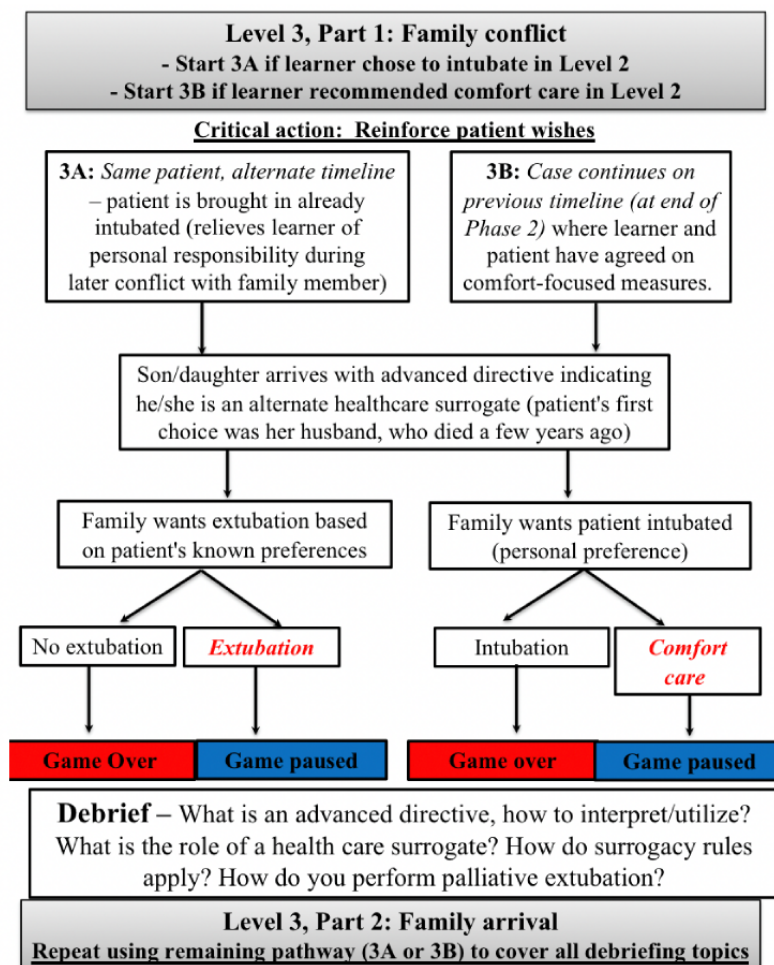 Level 3, Part 1: Family conflict
- Start 3A if learner chose to intubate in Level 2
- Start 3B if learner recommended comfort care in Level 2
Critical action: Reinforce patient wishes
3A: Same patient, alternate timeline
– patient is brought in already
intubated (relieves learner of
personal responsibility during
later conflict with family member)
3B: Case continues on
previous timeline (at end of
Phase 2) where learner and
patient have agreed on
comfort-focused measures.
Son/daughter arrives with advanced directive indicating
he/she is an alternate healthcare surrogate (patient's first
choice was her husband, who died a few years ago)
Family wants extubation based
on patient's known preferences
Family wants patient intubated
(personal preference)
No extubation
Extubation
Intubation
Comfort
care
Game Over
Game paused
Game over
Game paused
Debrief – What is an advanced directive, how to interpret/utilize?
What is the role of a health care surrogate? How do surrogacy rules
apply? How do you perform palliative extubation?
Level 3, Part 2: Family arrival
Repeat using remaining pathway (3A or 3B) to cover all debriefing topics